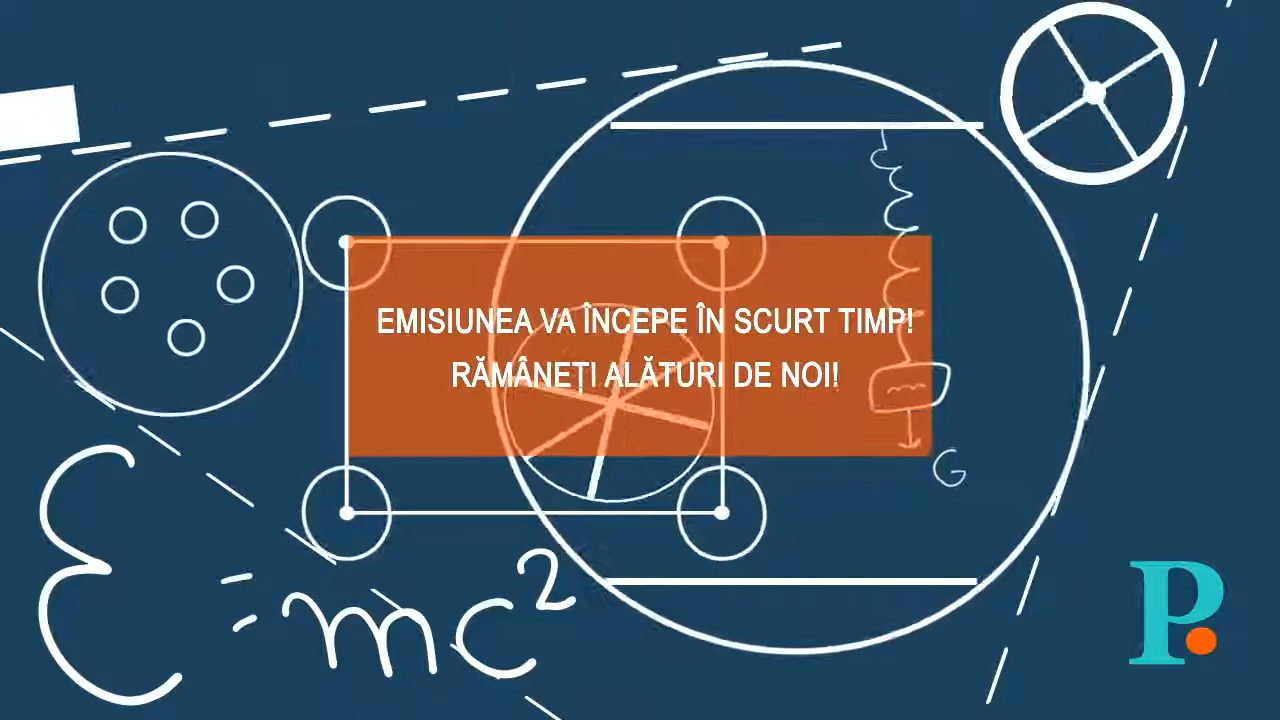 EMISIUNEA VA ÎNCEPE ÎN SCURT TIMP!
RĂMÂNEȚI ALĂTURI DE NOI!
G
E=mc²
P.